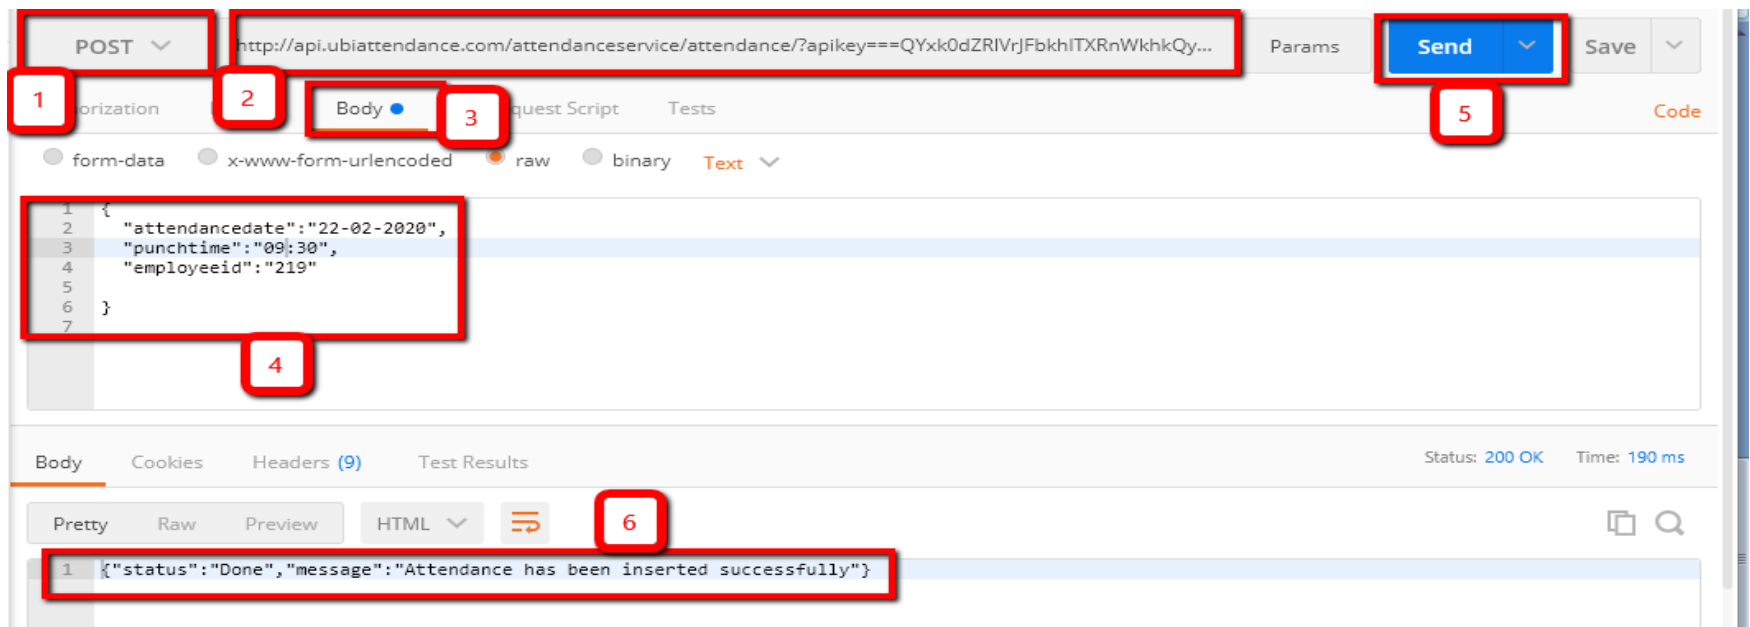 POST http://api.ubiattendance.com/attendanceservice/attendance/?apikey===QYxk0dZRlVrJFbkhlTXRnWkhkQy... Params Send Save
1 2 3 5
orization Body quest Script Tests Code
form-data x-www-form-urlencoded raw binary Text
1 {
2 "attendancedate":"22-02-2020",
3 "punchtime":"09:30",
4 "employeeid":"219"
5
6 }
7
4
Body Cookies Headers (9) Test Results Status: 200 OK Time: 190 ms
Pretty Raw Preview HTML 6
1 {"status":"Done","message":"Attendance has been inserted successfully"}